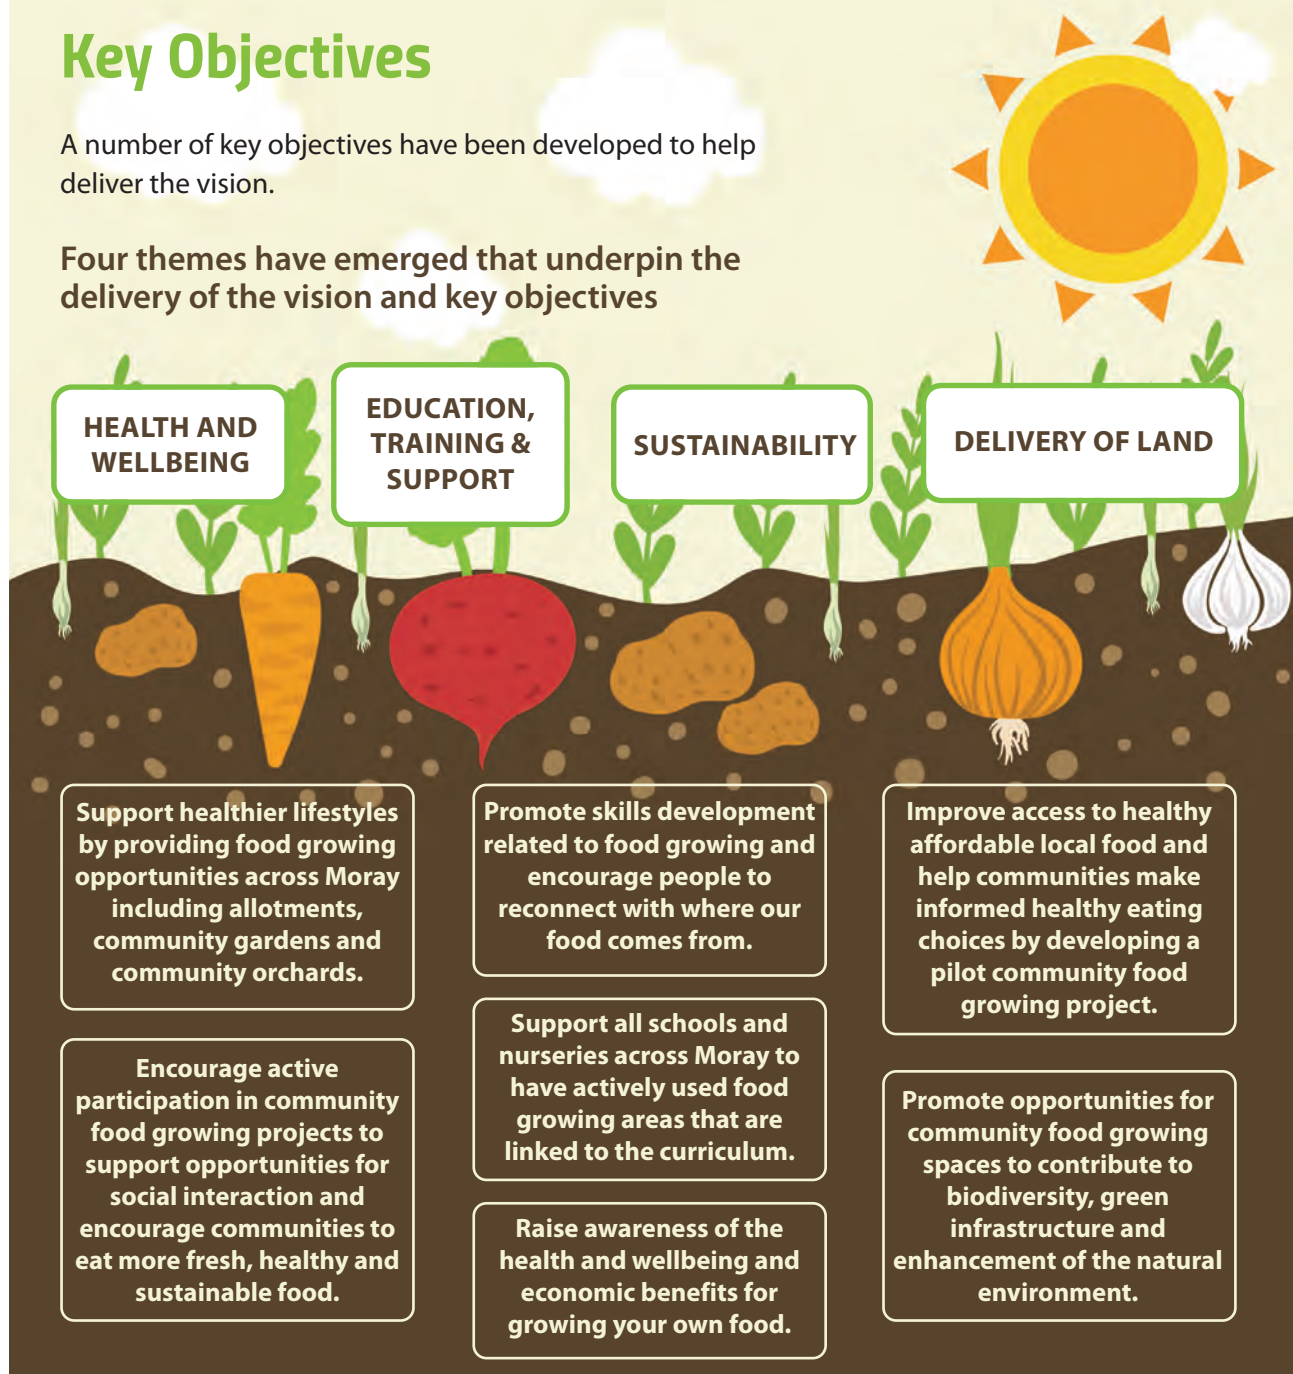 Key Objectives
A number of key objectives have been developed to help
deliver the vision.
Four themes have emerged that underpin the
delivery of the vision and key objectives
HEALTH AND
WELLBEING
EDUCATION,
TRAINING &
SUPPORT
SUSTAINABILITY
DELIVERY OF LAND
Support healthier lifestyles
by providing food growing
opportunities across Moray
including allotments,
community gardens and
community orchards.
Encourage active
participation in community
food growing projects to
support opportunities for
social interaction and
encourage communities to
eat more fresh, healthy and
sustainable food.
Promote skills development
related to food growing and
encourage people to
reconnect with where our
food comes from.
Support all schools and
nurseries across Moray to
have actively used food
growing areas that are
linked to the curriculum.
Raise awareness of the
health and wellbeing and
economic benefits for
growing your own food.
Improve access to healthy
affordable local food and
help communities make
informed healthy eating
choices by developing a
pilot community food
growing project.
Promote opportunities for
community food growing
spaces to contribute to
biodiversity, green
infrastructure and
enhancement of the natural
environment.